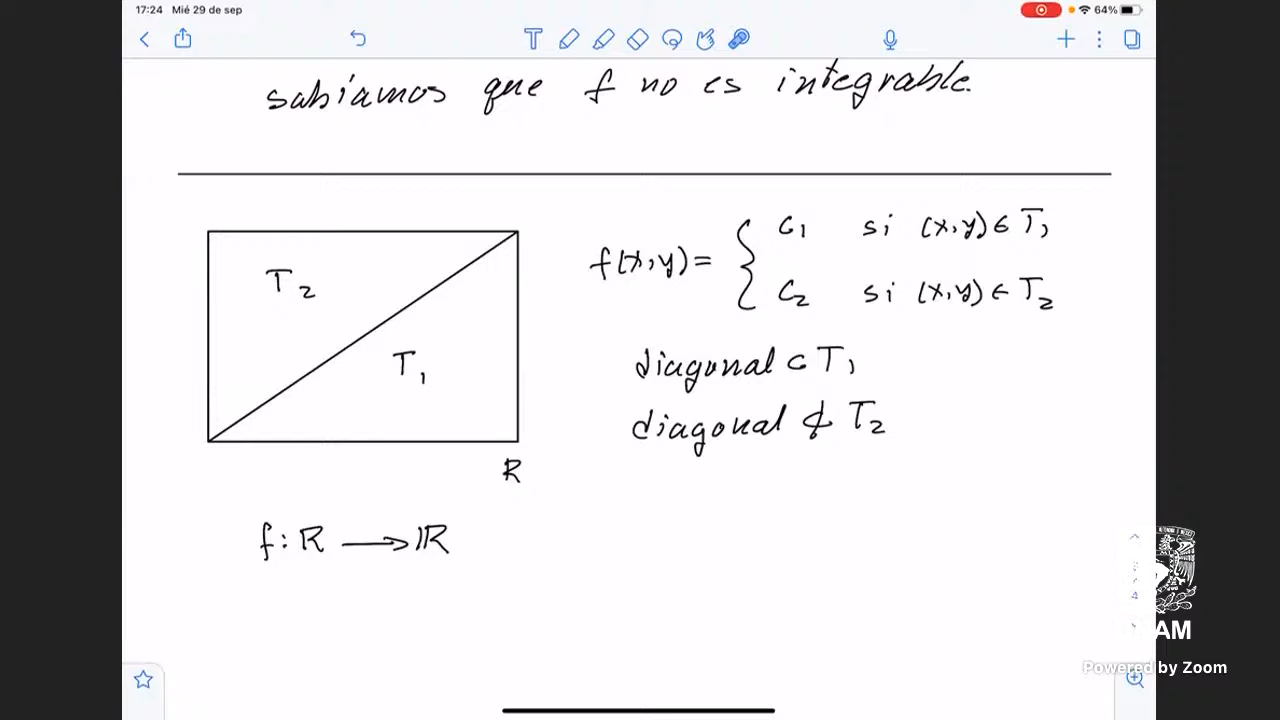 17:24 Mié 29 de sep
64%
sabíamos que f no es integrable.
T₂
T₁
R
f(x,y) = { c₁ si (x,y) ∈ T₁
c₂ si (x,y) ∈ T₂
diagonal ⊂ T₁
diagonal ⊄ T₂
f: R ⟶ ℝ
Powered by Zoom